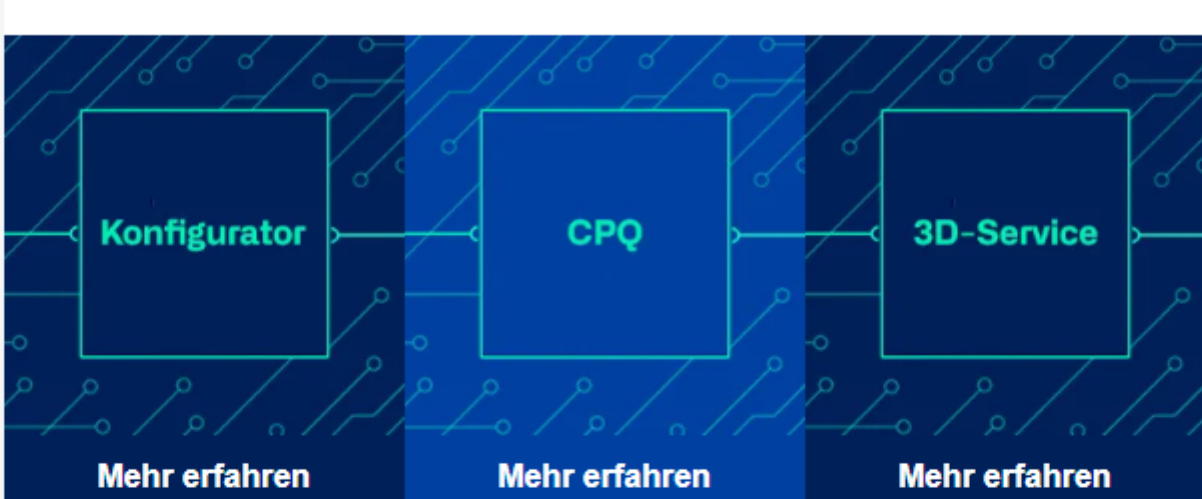 Konfigurator
CPQ
3D-Service
Mehr erfahren
Mehr erfahren
Mehr erfahren